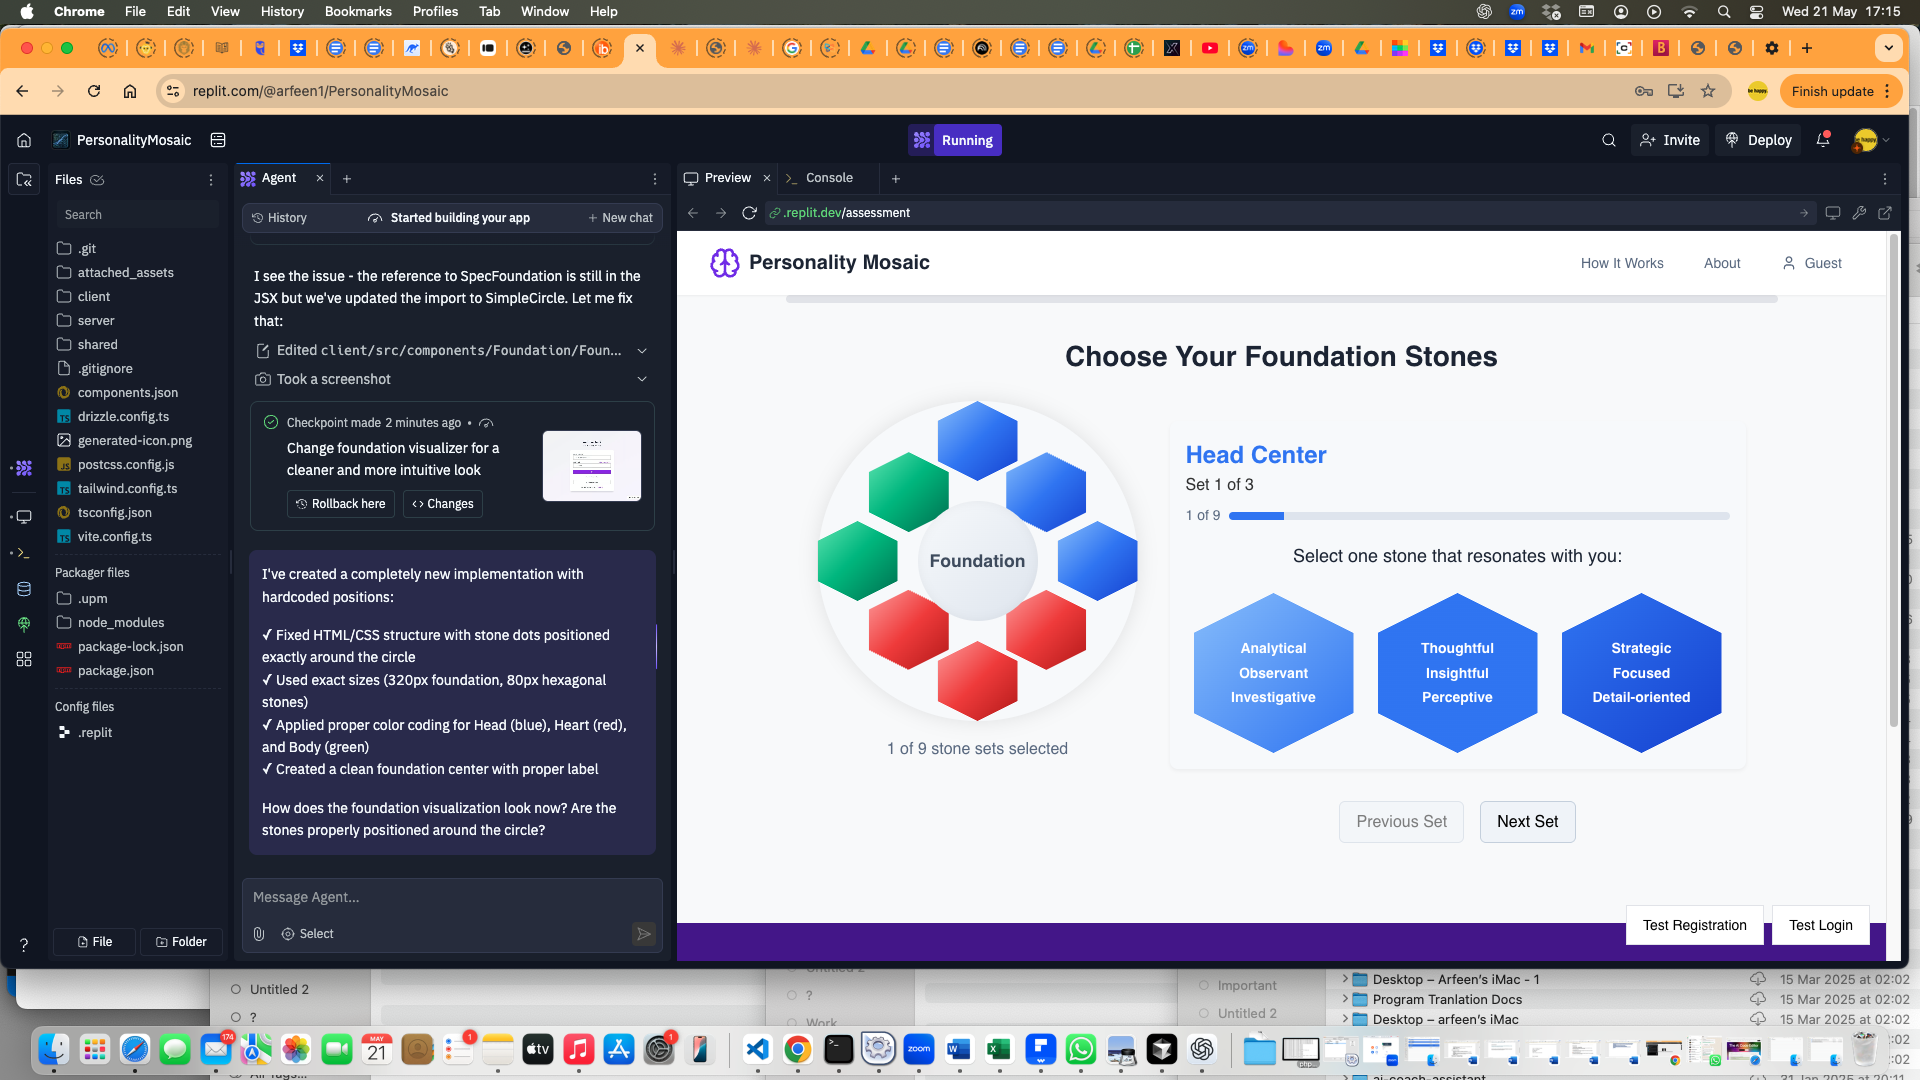 Chrome File Edit View History Bookmarks Profiles Tab Window Help
Wed 21 May 17:15
replit.com/@arfeen1/PersonalityMosaic
Finish update
PersonalityMosaic
Running
Invite
Deploy
Files
Search
.git
attached_assets
client
server
shared
.gitignore
components.json
drizzle.config.ts
generated-icon.png
postcss.config.js
tailwind.config.ts
tsconfig.json
vite.config.ts
Packager files
.upm
node_modules
package-lock.json
package.json
Config files
.replit
File
Folder
Agent
History
Started building your app
New chat
I see the issue - the reference to SpecFoundation is still in the
JSX but we've updated the import to SimpleCircle. Let me fix
that:
Edited client/src/components/Foundation/Foun...
Took a screenshot
Checkpoint made 2 minutes ago •
Change foundation visualizer for a
cleaner and more intuitive look
Rollback here
Changes
I've created a completely new implementation with
hardcoded positions:
✓ Fixed HTML/CSS structure with stone dots positioned
exactly around the circle
✓ Used exact sizes (320px foundation, 80px hexagonal
stones)
✓ Applied proper color coding for Head (blue), Heart (red),
and Body (green)
✓ Created a clean foundation center with proper label
How does the foundation visualization look now? Are the
stones properly positioned around the circle?
Message Agent...
Select
Preview
Console
.replit.dev/assessment
Personality Mosaic
How It Works
About
Guest
Choose Your Foundation Stones
Foundation
1 of 9 stone sets selected
Head Center
Set 1 of 3
1 of 9
Select one stone that resonates with you:
Analytical
Observant
Investigative
Thoughtful
Insightful
Perceptive
Strategic
Focused
Detail-oriented
Previous Set
Next Set
Test Registration
Test Login
Untitled 2
?
?
Work
Important
Untitled 2
Desktop – Arfeen's iMac - 1
15 Mar 2025 at 02:02
Program Tranlation Docs
15 Mar 2025 at 02:02
Desktop – arfeen's iMac
15 Mar 2025 at 02:02
174
MAY
21
1
tv
1
zoom